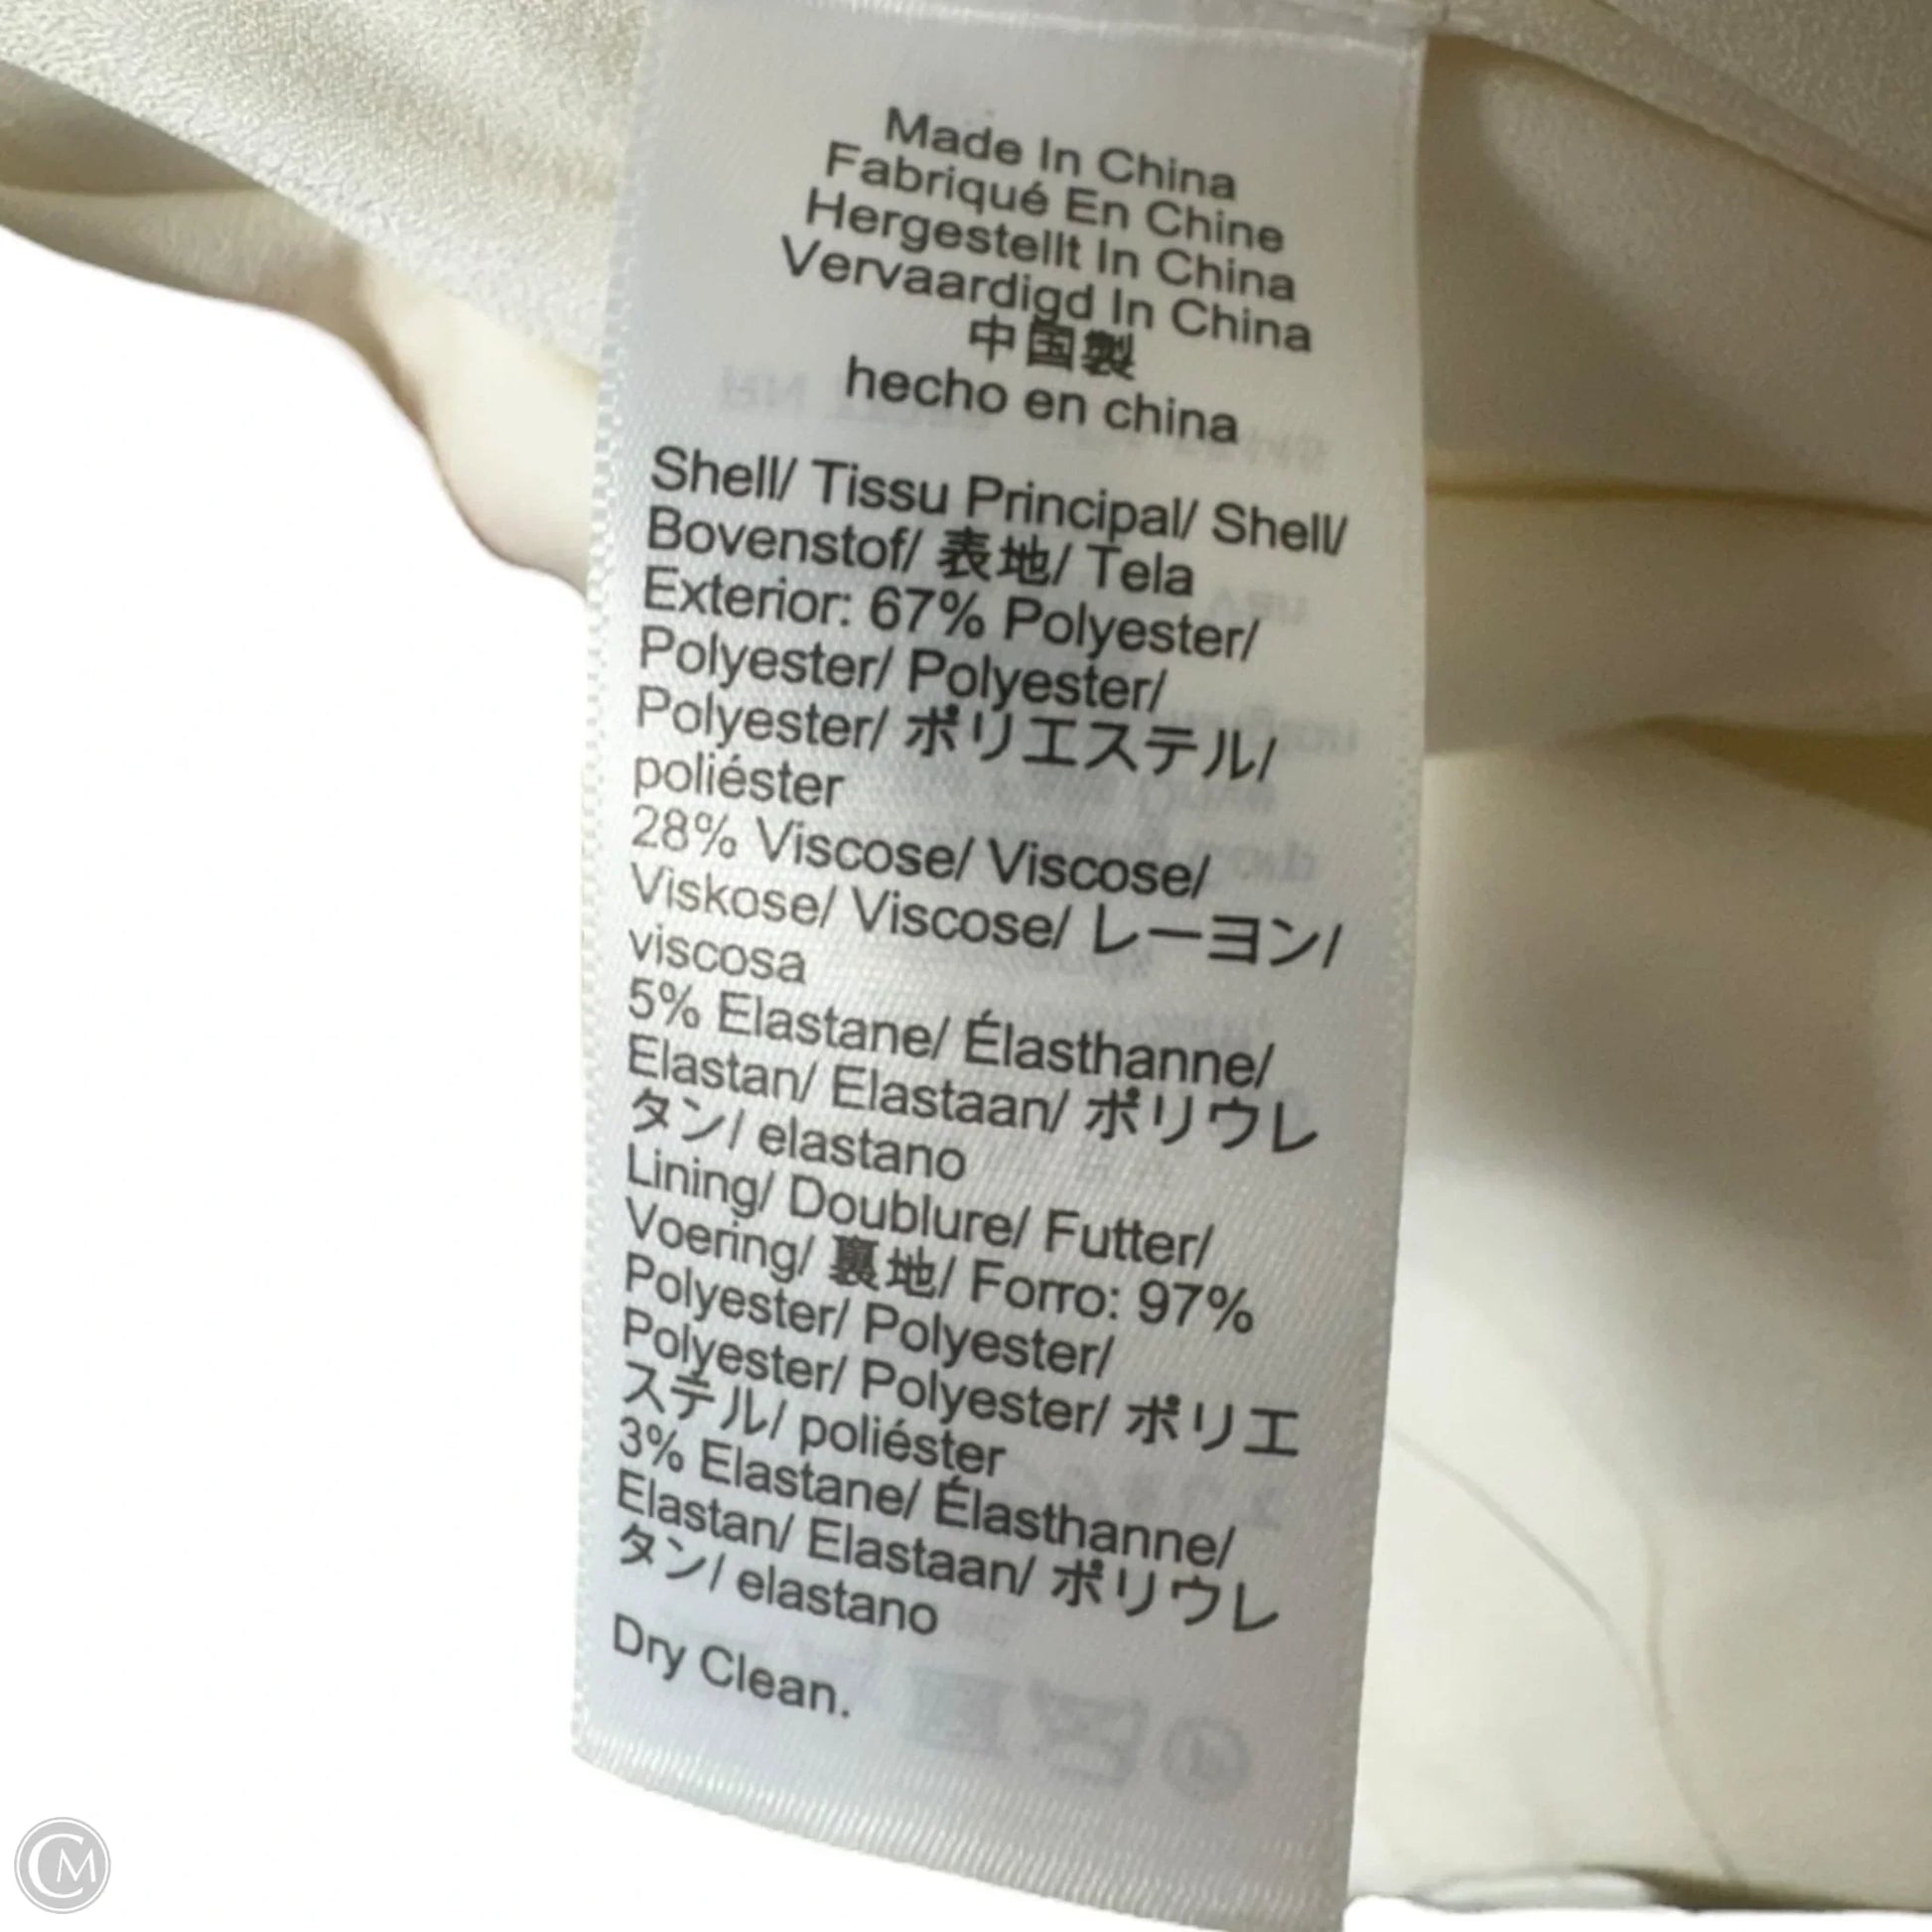 Made In China
Fabriqué En Chine
Hergestellt In China
Vervaardigd In China
中国製
hecho en china
Shell/ Tissu Principal/ Shell/
Bovenstof/ 表地/ Tela
Exterior: 67% Polyester/
Polyester/ Polyester/
Polyester/ ポリエステル/
poliéster
28% Viscose/ Viscose/
Viskose/ Viscose/ レーヨン/
viscosa
5% Elastane/ Élasthanne/
Elastan/ Elastaan/ ポリウレ
タン/ elastano
Lining/ Doublure/ Futter/
Voering/ 裏地/ Forro: 97%
Polyester/ Polyester/
Polyester/ Polyester/ ポリエ
ステル/ poliéster
3% Elastane/ Élasthanne/
Elastan/ Elastaan/ ポリウレ
タン/ elastano
Dry Clean.
CM